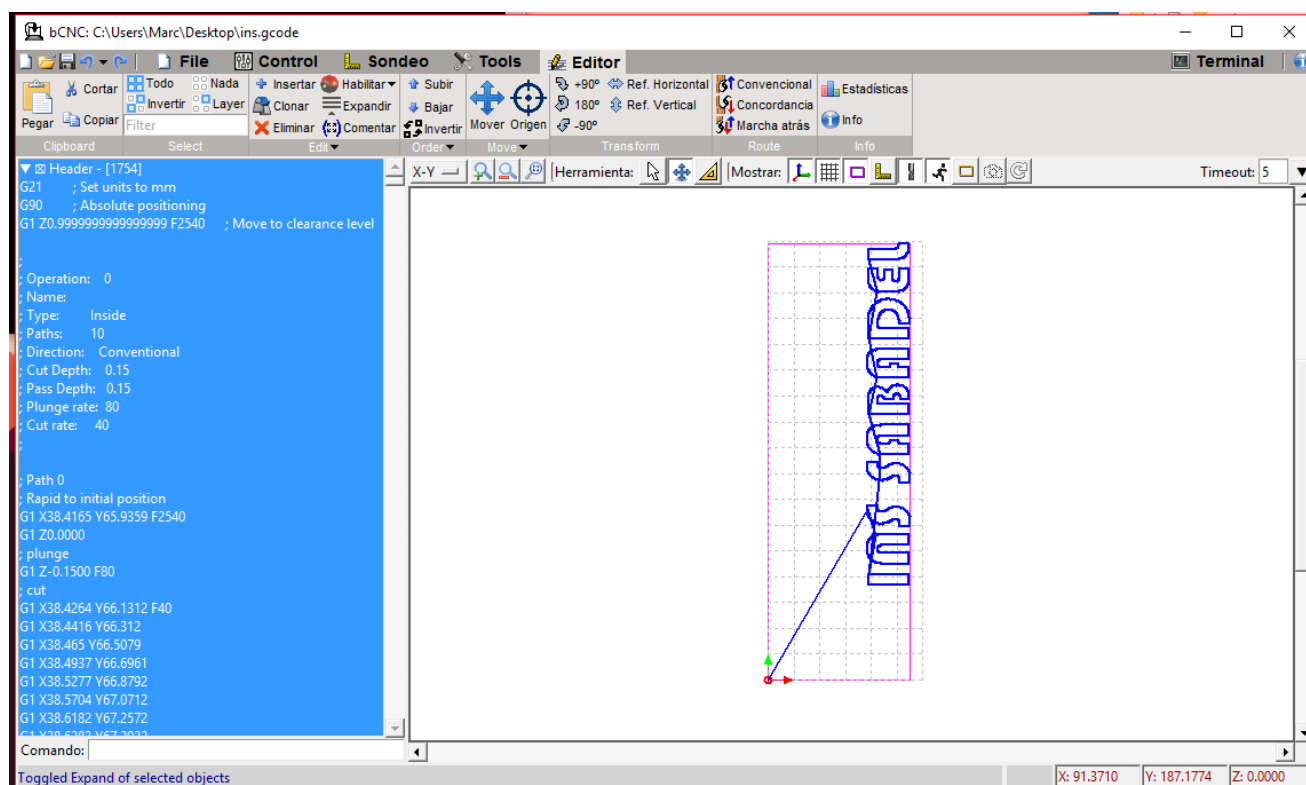 bCNC: C:\Users\Marc\Desktop\ins.gcode
File Control Sondeo Tools Editor Terminal
Cortar Todo Nada Insertar Habilitar Subir +90º Ref. Horizontal Convencional Estadísticas
Invertir Layer Clonar Expandir Bajar 180º Ref. Vertical Concordancia
Pegar Copiar Filter Eliminar Comentar Invertir Mover Origen -90º Marcha atrás Info
Clipboard Select Edit Order Move Transform Route Info
X-Y Herramienta: Mostrar: Timeout: 5
Header - [1754]
G21 ; Set units to mm
G90 ; Absolute positioning
G1 Z0.9999999999999999 F2540 ; Move to clearance level
;
; Operation: 0
; Name:
; Type: Inside
; Paths: 10
; Direction: Conventional
; Cut Depth: 0.15
; Pass Depth: 0.15
; Plunge rate: 80
; Cut rate: 40
;
; Path 0
; Rapid to initial position
G1 X38.4165 Y65.9359 F2540
G1 Z0.0000
; plunge
G1 Z-0.1500 F80
; cut
G1 X38.4264 Y66.1312 F40
G1 X38.4416 Y66.312
G1 X38.465 Y66.5079
G1 X38.4937 Y66.6961
G1 X38.5277 Y66.8792
G1 X38.5704 Y67.0712
G1 X38.6182 Y67.2572
INS SABADELL
Comando:
Toggled Expand of selected objects
X: 91.3710 Y: 187.1774 Z: 0.0000